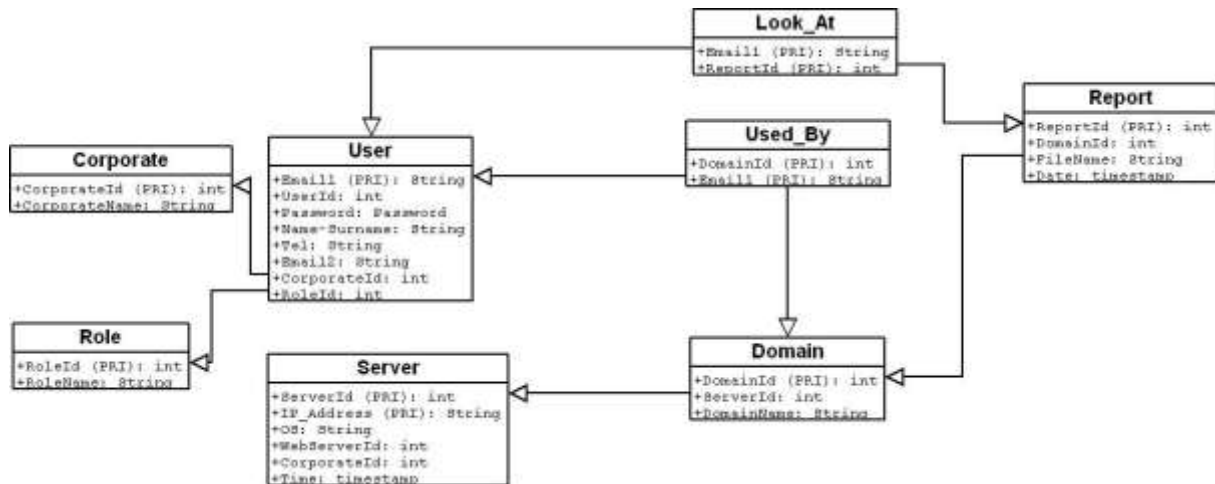 Look_At
+Email1 (PRI): String
+ReportId (PRI): int
Report
+ReportId (PRI): int
+DomainId: int
+FileName: String
+Date: timestamp
Used_By
+DomainId (PRI): int
+Email1 (PRI): String
User
+Email1 (PRI): String
+UserId: int
+Password: Password
+Name-Surname: String
+Tel: String
+Email2: String
+CorporateId: int
+RoleId: int
Corporate
+CorporateId (PRI): int
+CorporateName: String
Role
+RoleId (PRI): int
+RoleName: String
Server
+ServerId (PRI): int
+IP_Address (PRI): String
+OS: String
+WebServerId: int
+CorporateId: int
+Time: timestamp
Domain
+DomainId (PRI): int
+ServerId: int
+DomainName: String